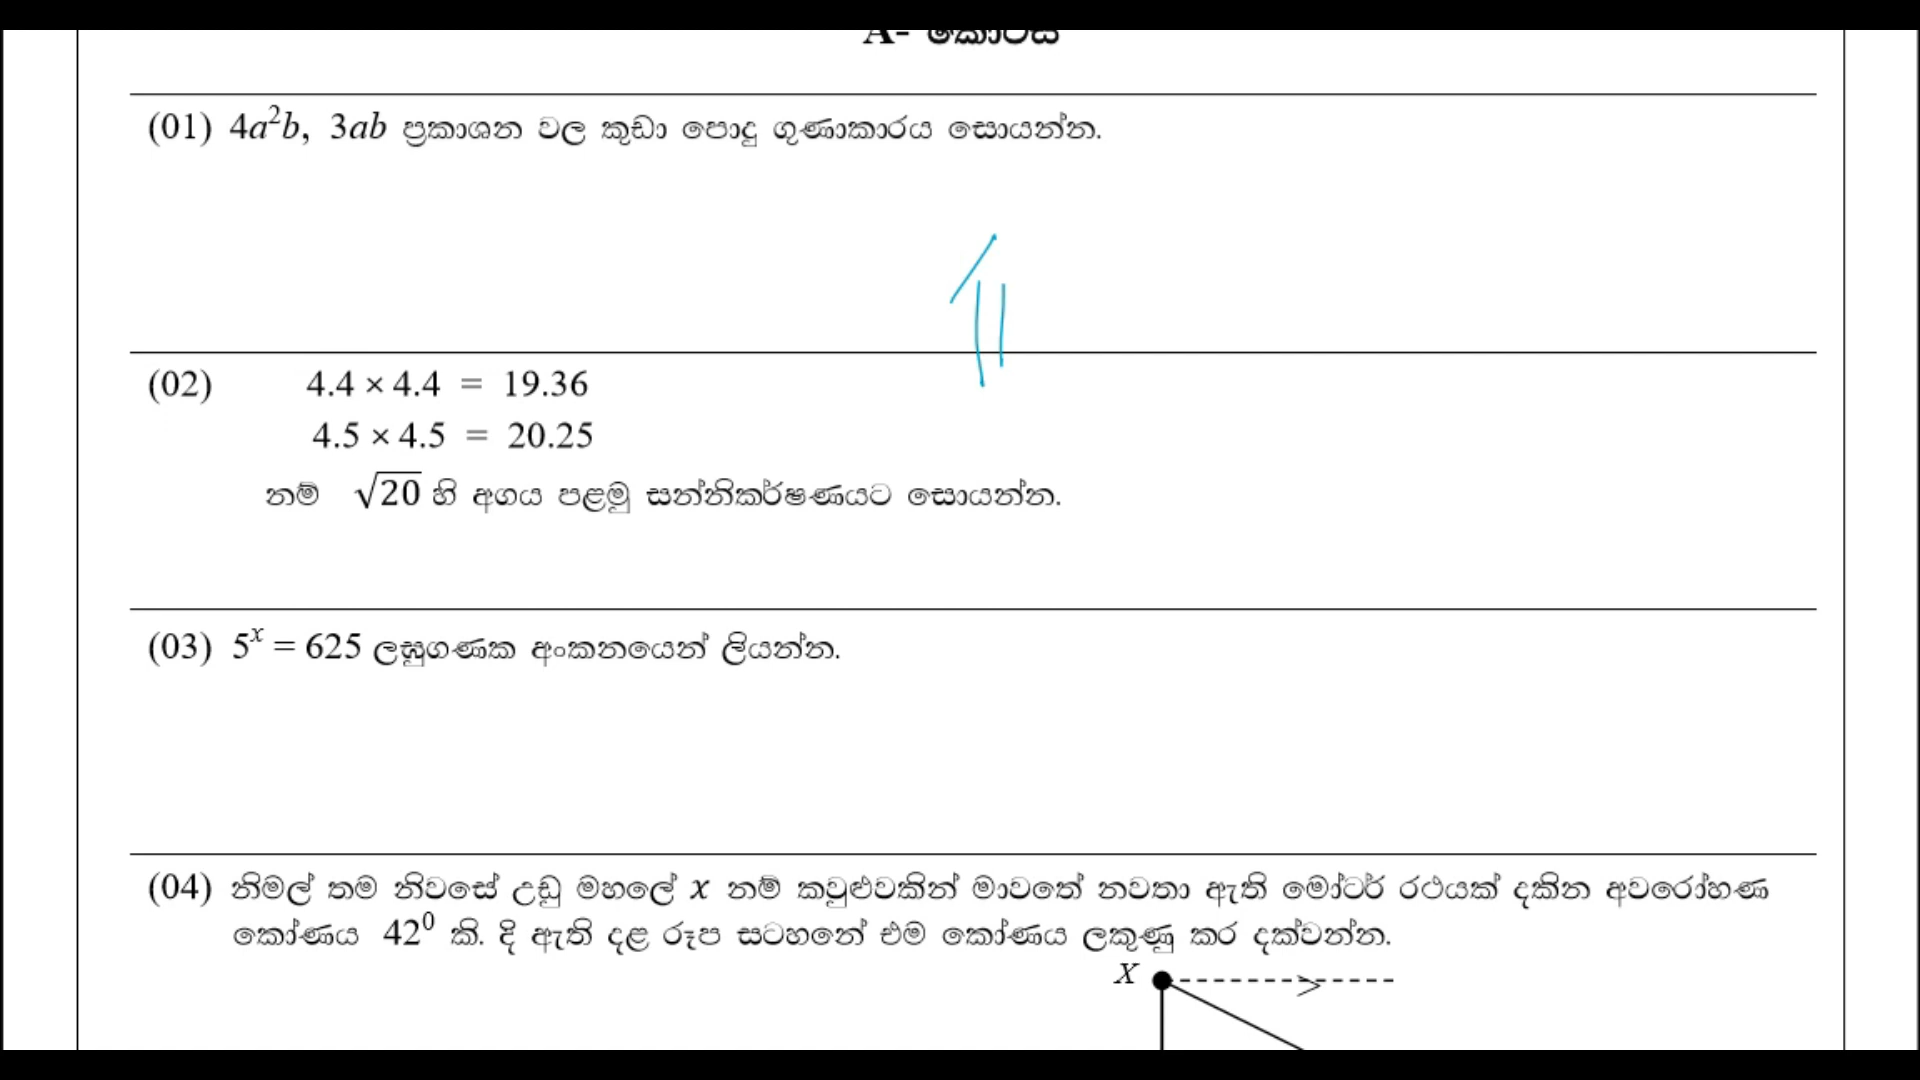 (01) 4a²b, 3ab ප්‍රකාශන වල කුඩා පොදු ගුණාකාරය සොයන්න.
(02) 4.4 × 4.4 = 19.36
4.5 × 4.5 = 20.25
නම් √20 හි අගය පළමු සන්නිකර්ෂණයට සොයන්න.
(03) 5ˣ = 625 ලඝුගණක අංකනයෙන් ලියන්න.
(04) නිමල් තම නිවසේ උඩු මහලේ x නම් කවුළුවකින් මාවතේ නවතා ඇති මෝටර් රථයක් දකින අවරෝහණ
කෝණය 42⁰ කි. දි ඇති දළ රූප සටහනේ එම කෝණය ලකුණු කර දක්වන්න.
X